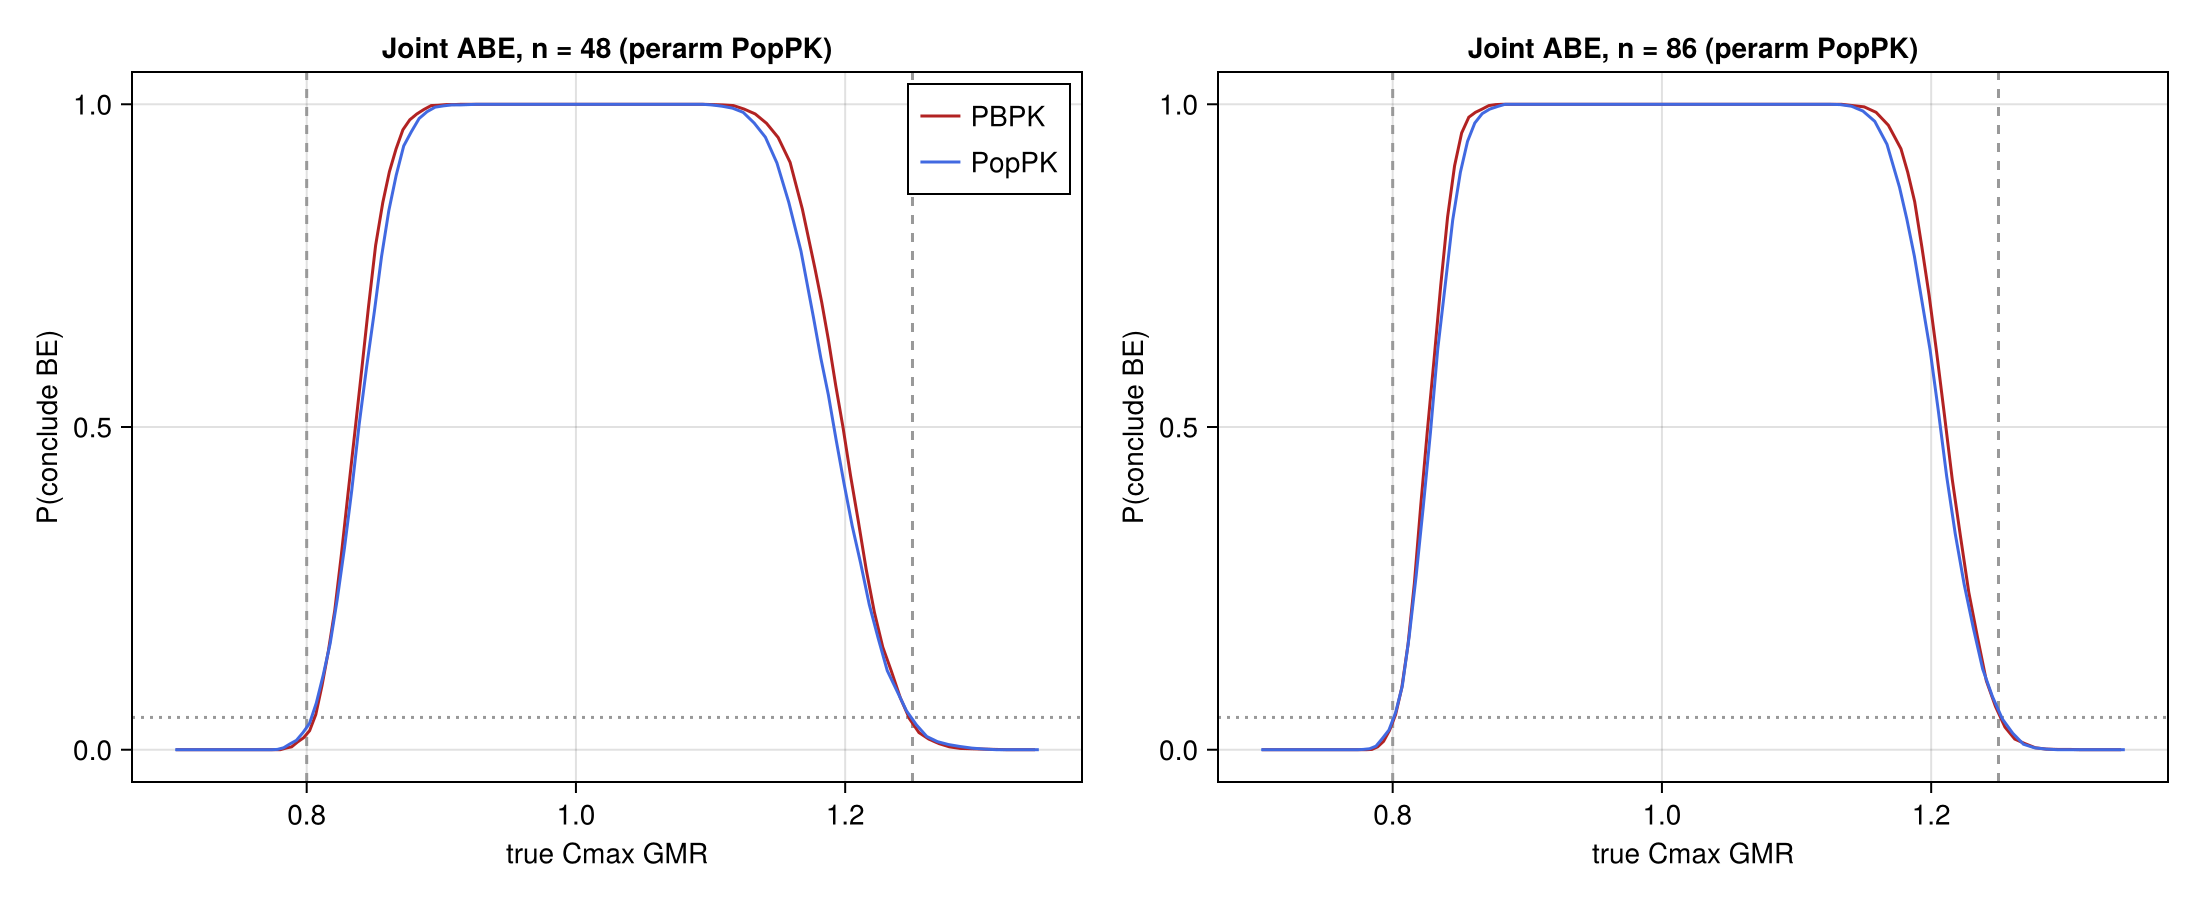 Joint ABE, n = 48 (perarm PopPK)
P(conclude BE)
1.0
0.5
0.0
PBPK
PopPK
0.8
1.0
1.2
true Cmax GMR
Joint ABE, n = 86 (perarm PopPK)
P(conclude BE)
1.0
0.5
0.0
0.8
1.0
1.2
true Cmax GMR